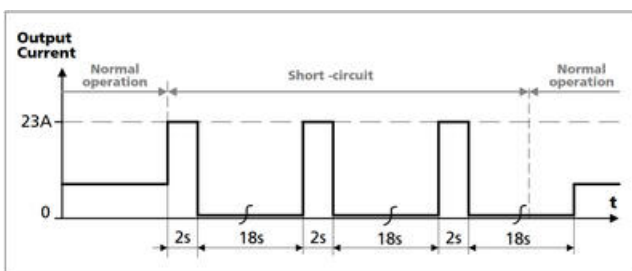 Output
Current
Normal
operation
Short -circuit
Normal
operation
23A
0
t
2s 18s 2s 18s 2s 18s